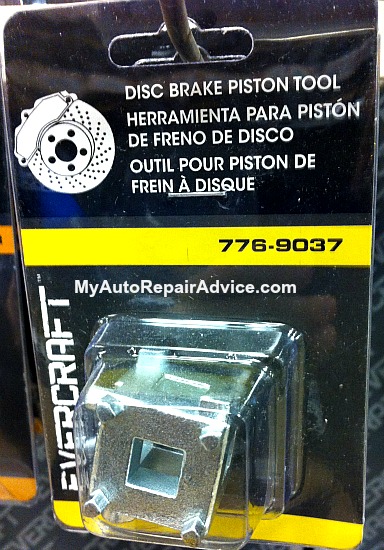 DISC BRAKE PISTON TOOL
HERRAMIENTA PARA PISTÓN
DE FRENO DE DISCO
OUTIL POUR PISTON DE
FREIN À DISQUE
776-9037
MyAutoRepairAdvice.com
EVERCRAFT™